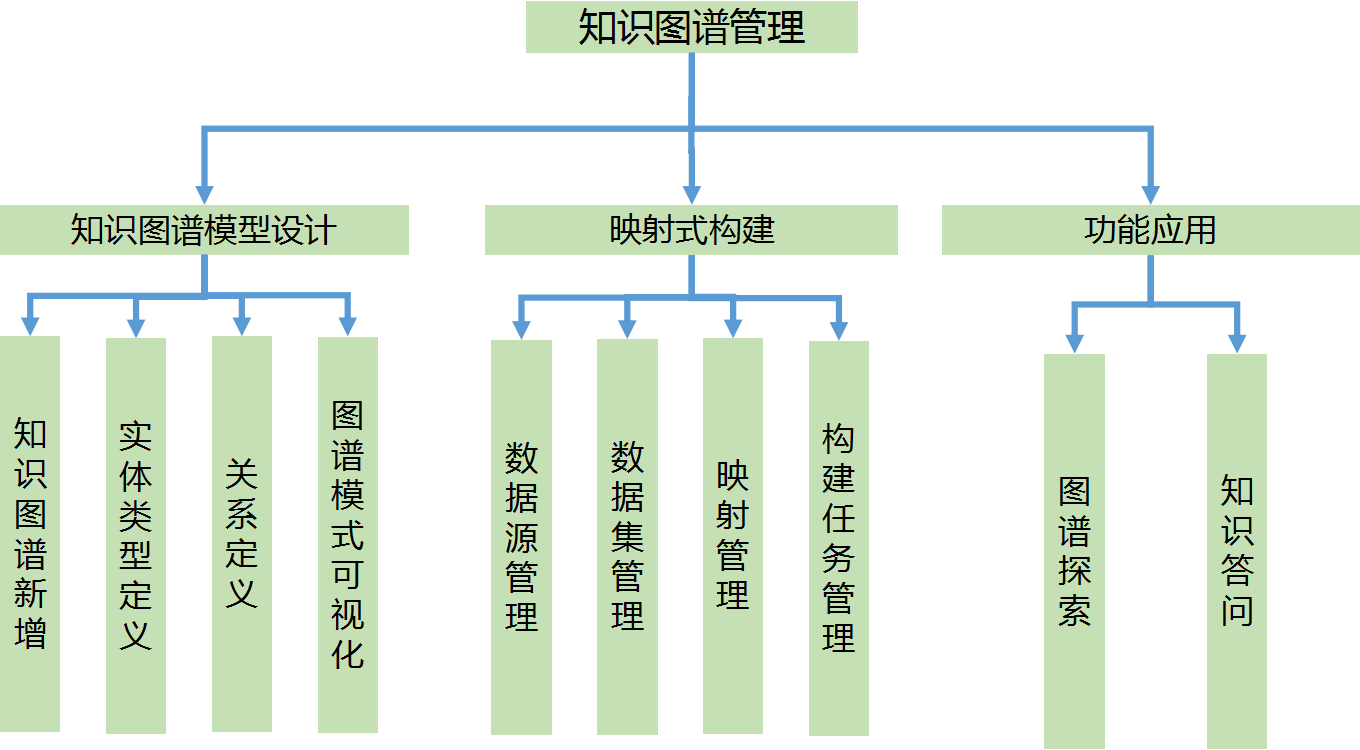 知识图谱管理
知识图谱模型设计
映射式构建
功能应用
知识图谱新增
实体类型定义
关系定义
图谱模式可视化
数据源管理
数据集管理
映射管理
构建任务管理
图谱探索
知识答问